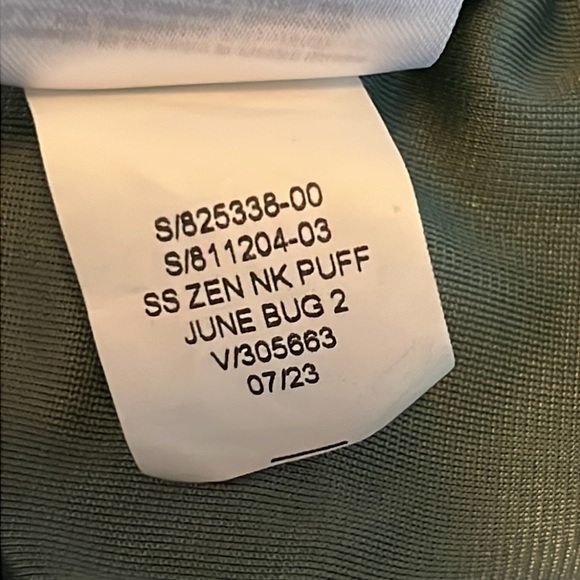 S/825338-00
S/811204-03
SS ZEN NK PUFF
JUNE BUG 2
V/305663
07/23